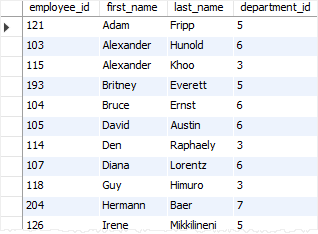 employee_id first_name last_name department_id
121 Adam Fripp 5
103 Alexander Hunold 6
115 Alexander Khoo 3
193 Britney Everett 5
104 Bruce Ernst 6
105 David Austin 6
114 Den Raphaely 3
107 Diana Lorentz 6
118 Guy Himuro 3
204 Hermann Baer 7
126 Irene Mikkilineni 5